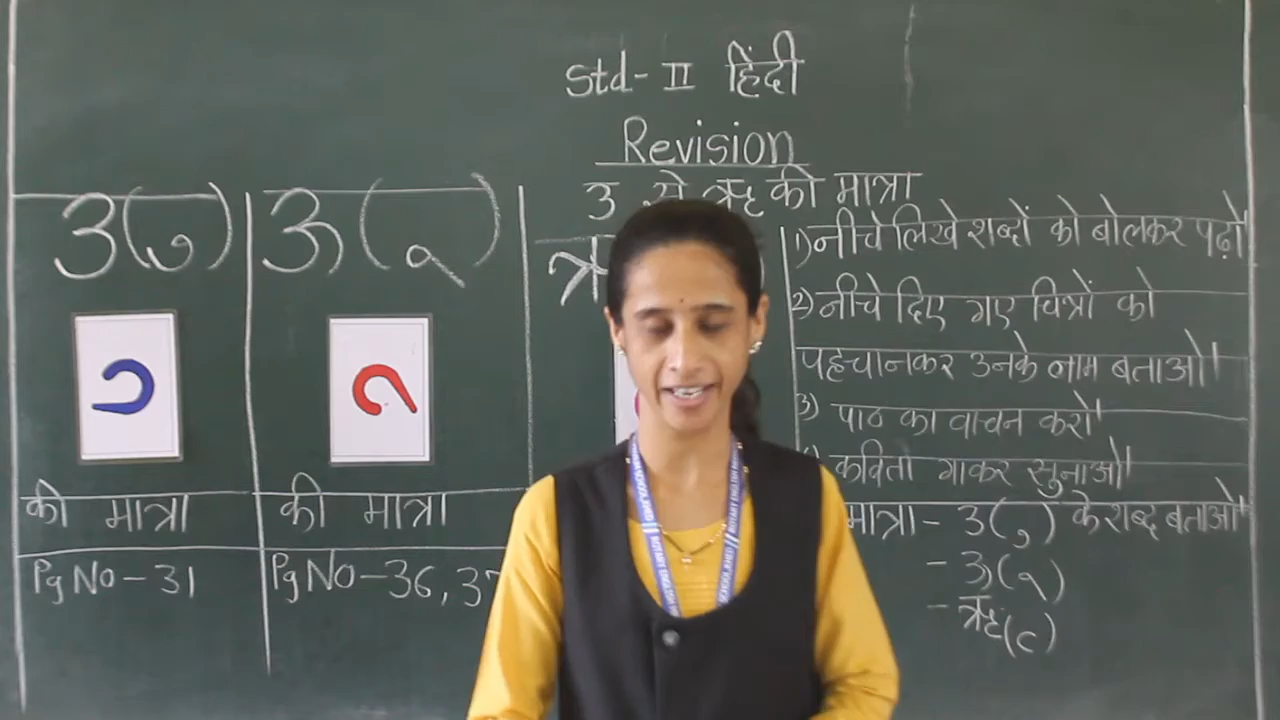 Std- II हिंदी
Revision
उ से ऋ की मात्रा
उ(ु)
की मात्रा
Pg No-31
ऊ(ू)
की मात्रा
Pg No-36, 37
1) नीचे लिखे शब्दों को बोलकर पढ़ो
2) नीचे दिए गए चित्रों को
पहचानकर उनके नाम बताओ।
3) पाठ का वाचन करो।
कविता गाकर सुनाओ।
मात्रा - उ(ु) के शब्द बताओ।
- ऊ(ू)
- ऋ(ृ)